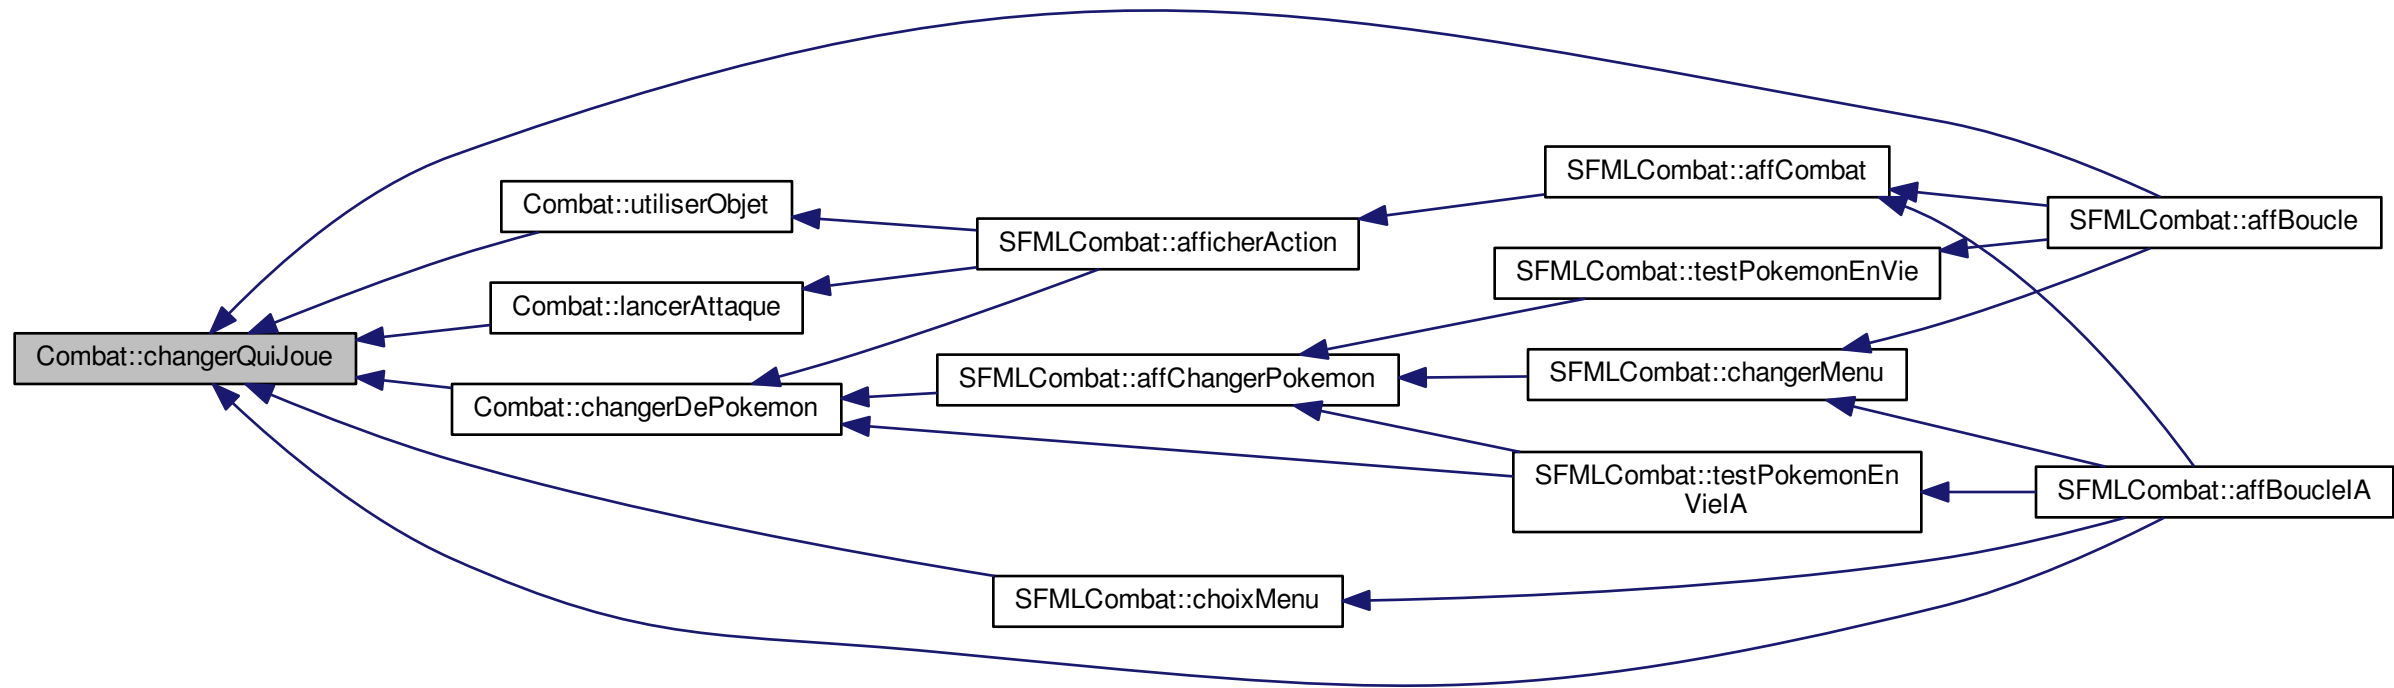 Combat::changerQuiJoue
Combat::utiliserObjet
Combat::lancerAttaque
Combat::changerDePokemon
SFMLCombat::afficherAction
SFMLCombat::affChangerPokemon
SFMLCombat::choixMenu
SFMLCombat::affCombat
SFMLCombat::testPokemonEnVie
SFMLCombat::changerMenu
SFMLCombat::testPokemonEn
VieIA
SFMLCombat::affBoucle
SFMLCombat::affBoucleIA